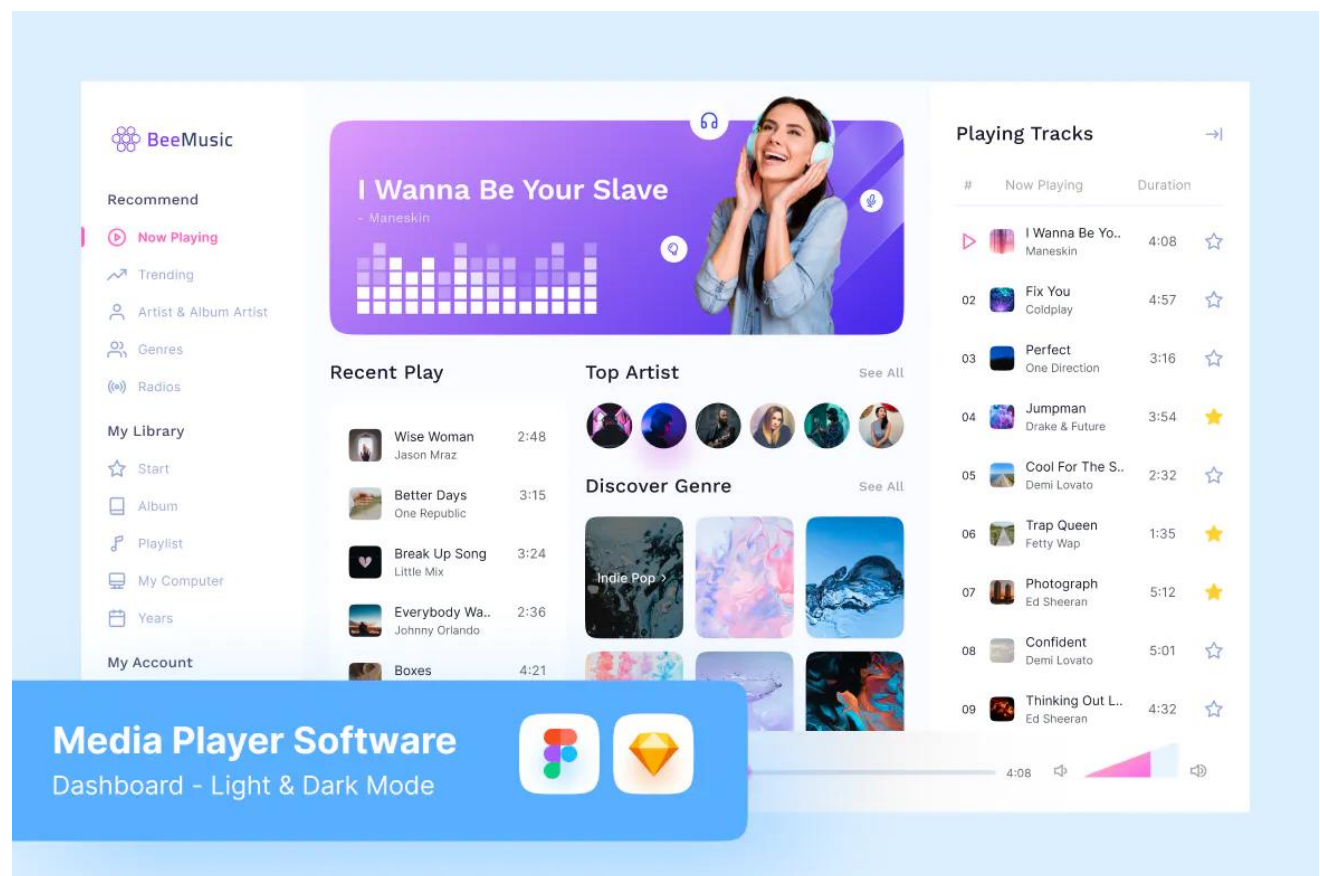 BeeMusic
Recommend
Now Playing
Trending
Artist & Album Artist
Genres
Radios
My Library
Start
Album
Playlist
My Computer
Years
My Account
I Wanna Be Your Slave
- Maneskin
Recent Play
Wise Woman 2:48
Jason Mraz
Better Days 3:15
One Republic
Break Up Song 3:24
Little Mix
Everybody Wa.. 2:36
Johnny Orlando
Boxes 4:21
Top Artist See All
Discover Genre See All
Indie Pop >
Playing Tracks
# Now Playing Duration
I Wanna Be Yo.. 4:08
Maneskin
02 Fix You 4:57
Coldplay
03 Perfect 3:16
One Direction
04 Jumpman 3:54
Drake & Future
05 Cool For The S.. 2:32
Demi Lovato
06 Trap Queen 1:35
Fetty Wap
07 Photograph 5:12
Ed Sheeran
08 Confident 5:01
Demi Lovato
09 Thinking Out L.. 4:32
Ed Sheeran
4:08
Media Player Software
Dashboard - Light & Dark Mode